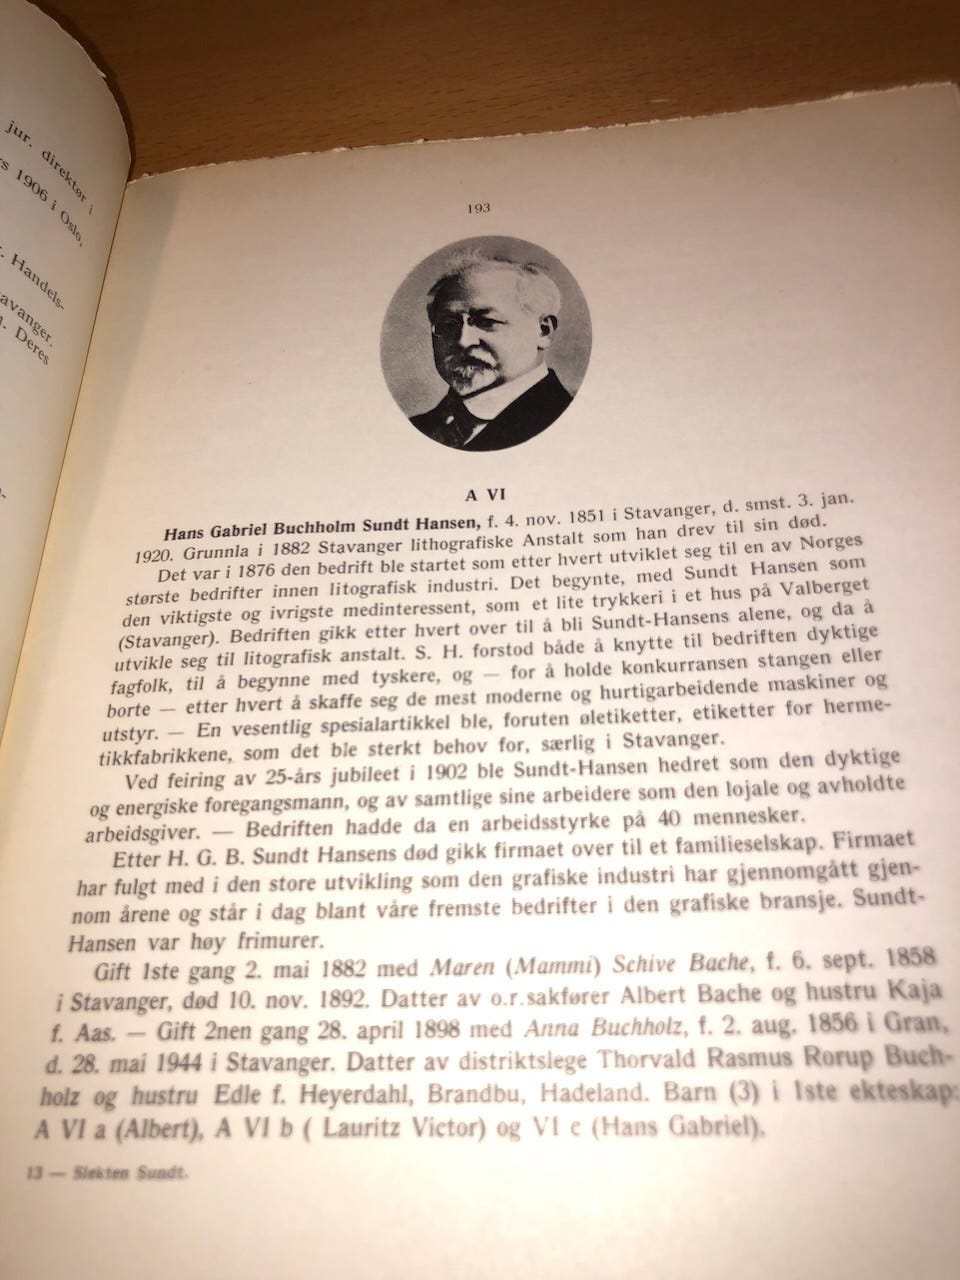 jur. direktør i
1906 i Oslo,
Handels-
Stavanger.
Deres
193
A VI
Hans Gabriel Buchholm Sundt Hansen, f. 4. nov. 1851 i Stavanger, d. smst. 3. jan.
1920. Grunnla i 1882 Stavanger lithografiske Anstalt som han drev til sin død.
Det var i 1876 den bedrift ble startet som etter hvert utviklet seg til en av Norges
største bedrifter innen litografisk industri. Det begynte, med Sundt Hansen som
den viktigste og ivrigste medinteressent, som et lite trykkeri i et hus på Valberget
(Stavanger). Bedriften gikk etter hvert over til å bli Sundt-Hansens alene, og da å
utvikle seg til litografisk anstalt. S. H. forstod både å knytte til bedriften dyktige
fagfolk, til å begynne med tyskere, og — for å holde konkurransen stangen eller
borte — etter hvert å skaffe seg de mest moderne og hurtigarbeidende maskiner og
utstyr. — En vesentlig spesialartikkel ble, foruten øletiketter, etiketter for herme-
tikkfabrikkene, som det ble sterkt behov for, særlig i Stavanger.
Ved feiring av 25-års jubileet i 1902 ble Sundt-Hansen hedret som den dyktige
og energiske foregangsmann, og av samtlige sine arbeidere som den lojale og avholdte
arbeidsgiver. — Bedriften hadde da en arbeidsstyrke på 40 mennesker.
Etter H. G. B. Sundt Hansens død gikk firmaet over til et familieselskap. Firmaet
har fulgt med i den store utvikling som den grafiske industri har gjennomgått gjen-
nom årene og står i dag blant våre fremste bedrifter i den grafiske bransje. Sundt-
Hansen var høy frimurer.
Gift 1ste gang 2. mai 1882 med Maren (Mammi) Schive Bache, f. 6. sept. 1858
i Stavanger, død 10. nov. 1892. Datter av o.r.sakfører Albert Bache og hustru Kaja
f. Aas. — Gift 2nen gang 28. april 1898 med Anna Buchholz, f. 2. aug. 1856 i Gran,
d. 28. mai 1944 i Stavanger. Datter av distriktslege Thorvald Rasmus Rorup Buch-
holz og hustru Edle f. Heyerdahl, Brandbu, Hadeland. Barn (3) i 1ste ekteskap:
A VI a (Albert), A VI b ( Lauritz Victor) og VI c (Hans Gabriel).
13 — Slekten Sundt.